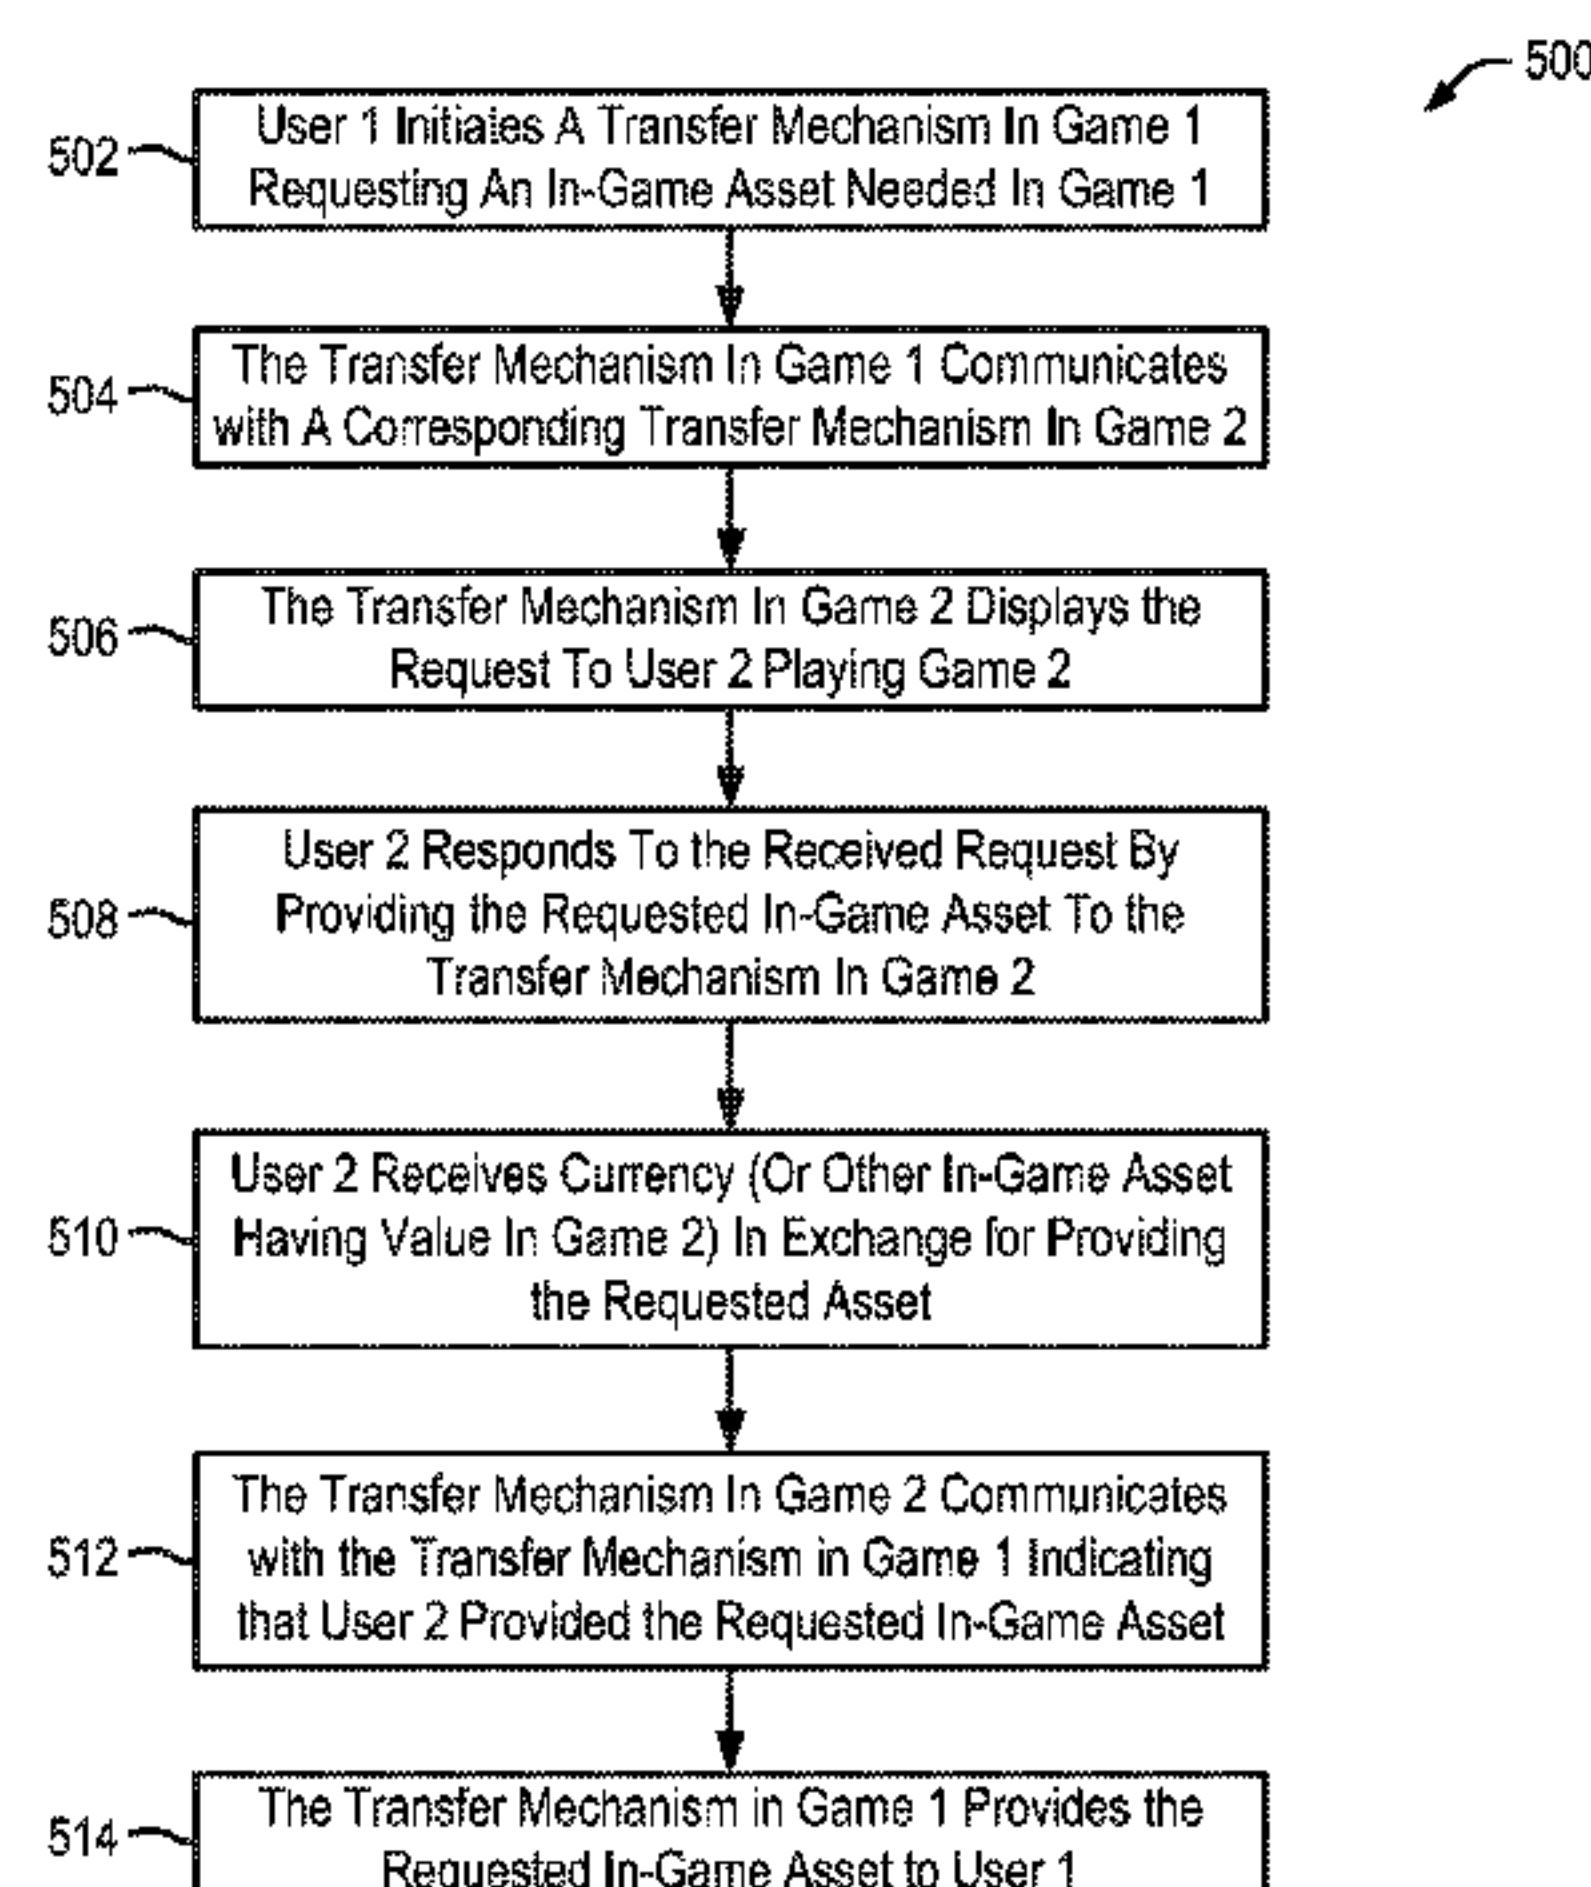 500
User 1 Initiates A Transfer Mechanism In Game 1
Requesting An In-Game Asset Needed In Game 1
502
The Transfer Mechanism In Game 1 Communicates
with A Corresponding Transfer Mechanism In Game 2
504
The Transfer Mechanism In Game 2 Displays the
Request To User 2 Playing Game 2
506
User 2 Responds To the Received Request By
Providing the Requested In-Game Asset To the
Transfer Mechanism In Game 2
508
User 2 Receives Currency (Or Other In-Game Asset
Having Value In Game 2) In Exchange for Providing
the Requested Asset
510
The Transfer Mechanism In Game 2 Communicates
with the Transfer Mechanism in Game 1 Indicating
that User 2 Provided the Requested In-Game Asset
512
The Transfer Mechanism in Game 1 Provides the
Requested In-Game Asset to User 1
514